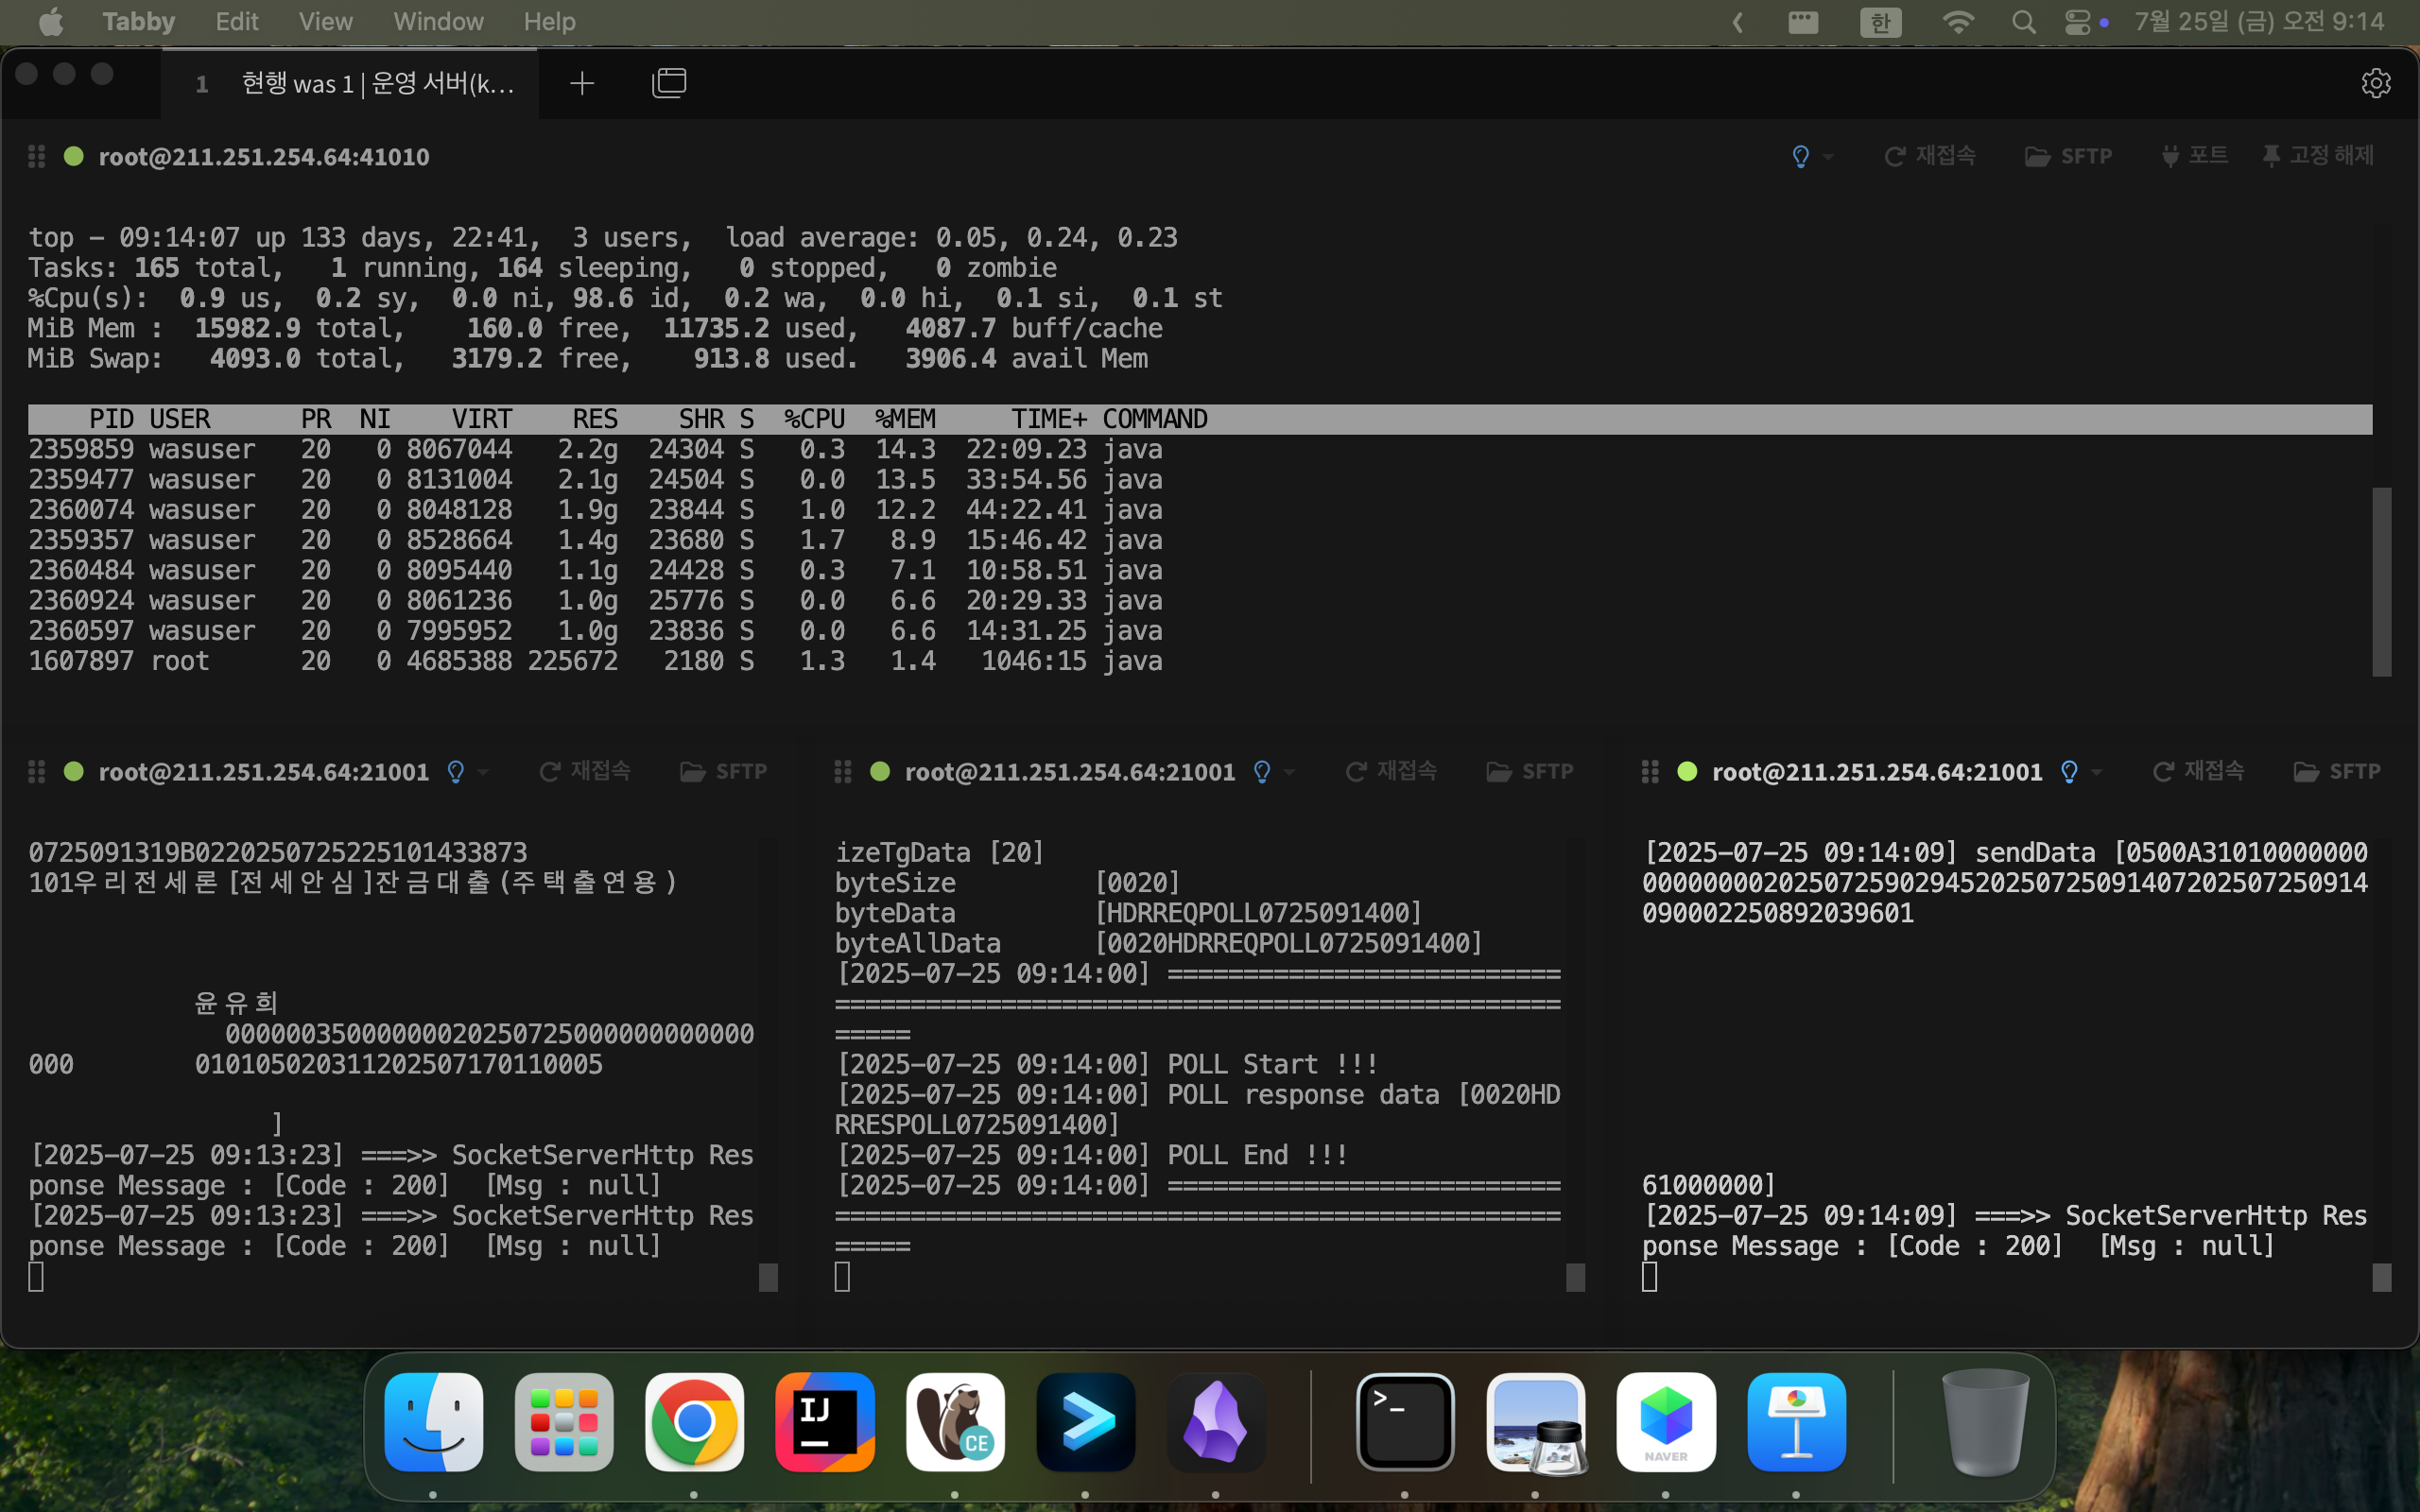 Tabby Edit View Window Help 한 7월 25일 (금) 오전 9:14
1 현행 was 1 | 운영 서버(k...
root@211.251.254.64:41010 재접속 SFTP 포트 고정 해제
top - 09:14:07 up 133 days, 22:41,  3 users,  load average: 0.05, 0.24, 0.23
Tasks: 165 total,   1 running, 164 sleeping,   0 stopped,   0 zombie
%Cpu(s):  0.9 us,  0.2 sy,  0.0 ni, 98.6 id,  0.2 wa,  0.0 hi,  0.1 si,  0.1 st
MiB Mem :  15982.9 total,    160.0 free,  11735.2 used,   4087.7 buff/cache
MiB Swap:   4093.0 total,   3179.2 free,    913.8 used.   3906.4 avail Mem
PID USER      PR  NI    VIRT    RES    SHR S  %CPU  %MEM     TIME+ COMMAND
2359859 wasuser   20   0 8067044   2.2g  24304 S   0.3  14.3  22:09.23 java
2359477 wasuser   20   0 8131004   2.1g  24504 S   0.0  13.5  33:54.56 java
2360074 wasuser   20   0 8048128   1.9g  23844 S   1.0  12.2  44:22.41 java
2359357 wasuser   20   0 8528664   1.4g  23680 S   1.7   8.9  15:46.42 java
2360484 wasuser   20   0 8095440   1.1g  24428 S   0.3   7.1  10:58.51 java
2360924 wasuser   20   0 8061236   1.0g  25776 S   0.0   6.6  20:29.33 java
2360597 wasuser   20   0 7995952   1.0g  23836 S   0.0   6.6  14:31.25 java
1607897 root      20   0 4685388 225672   2180 S   1.3   1.4   1046:15 java
root@211.251.254.64:21001 재접속 SFTP
0725091319B0220250725225101433873
101우리전세론 [전세안심]잔금대출(주택출연용)
윤유희
00000035000000020250725000000000000
000        010105020311202507170110005
]
[2025-07-25 09:13:23] ===>> SocketServerHttp Res
ponse Message : [Code : 200]  [Msg : null]
[2025-07-25 09:13:23] ===>> SocketServerHttp Res
ponse Message : [Code : 200]  [Msg : null]
root@211.251.254.64:21001 재접속 SFTP
izeTgData [20]
byteSize         [0020]
byteData         [HDRREQPOLL0725091400]
byteAllData      [0020HDRREQPOLL0725091400]
[2025-07-25 09:14:00] ==========================
================================================
=====
[2025-07-25 09:14:00] POLL Start !!!
[2025-07-25 09:14:00] POLL response data [0020HD
RRESPOLL0725091400]
[2025-07-25 09:14:00] POLL End !!!
[2025-07-25 09:14:00] ==========================
================================================
=====
root@211.251.254.64:21001 재접속 SFTP
[2025-07-25 09:14:09] sendData [0500A31010000000
000000002025072590294520250725091407202507250914
090002250892039601
61000000]
[2025-07-25 09:14:09] ===>> SocketServerHttp Res
ponse Message : [Code : 200]  [Msg : null]
IJ
CE
>_
NAVER